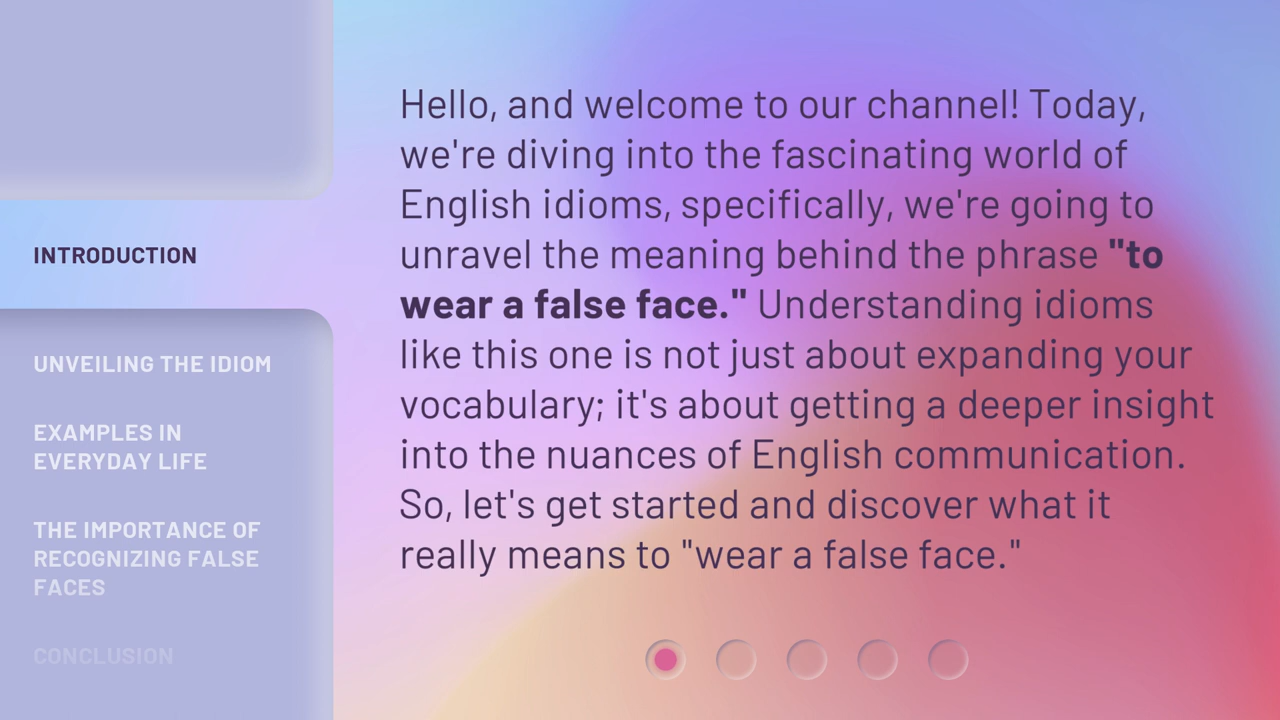 INTRODUCTION
UNVEILING THE IDIOM
EXAMPLES IN
EVERYDAY LIFE
THE IMPORTANCE OF
RECOGNIZING FALSE
FACES
CONCLUSION
Hello, and welcome to our channel! Today,
we're diving into the fascinating world of
English idioms, specifically, we're going to
unravel the meaning behind the phrase "to
wear a false face." Understanding idioms
like this one is not just about expanding your
vocabulary; it's about getting a deeper insight
into the nuances of English communication.
So, let's get started and discover what it
really means to "wear a false face."